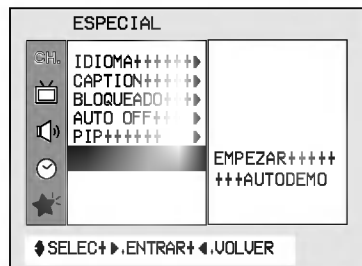 ESPECIAL
CH.
IDIOMA++++++
CAPTION+++++
BLOQUEADO+++
AUTO OFF++
PIP++++++
EMPEZAR+++++
+++AUTODEMO
SELEC+ ENTRAR+ VOLVER